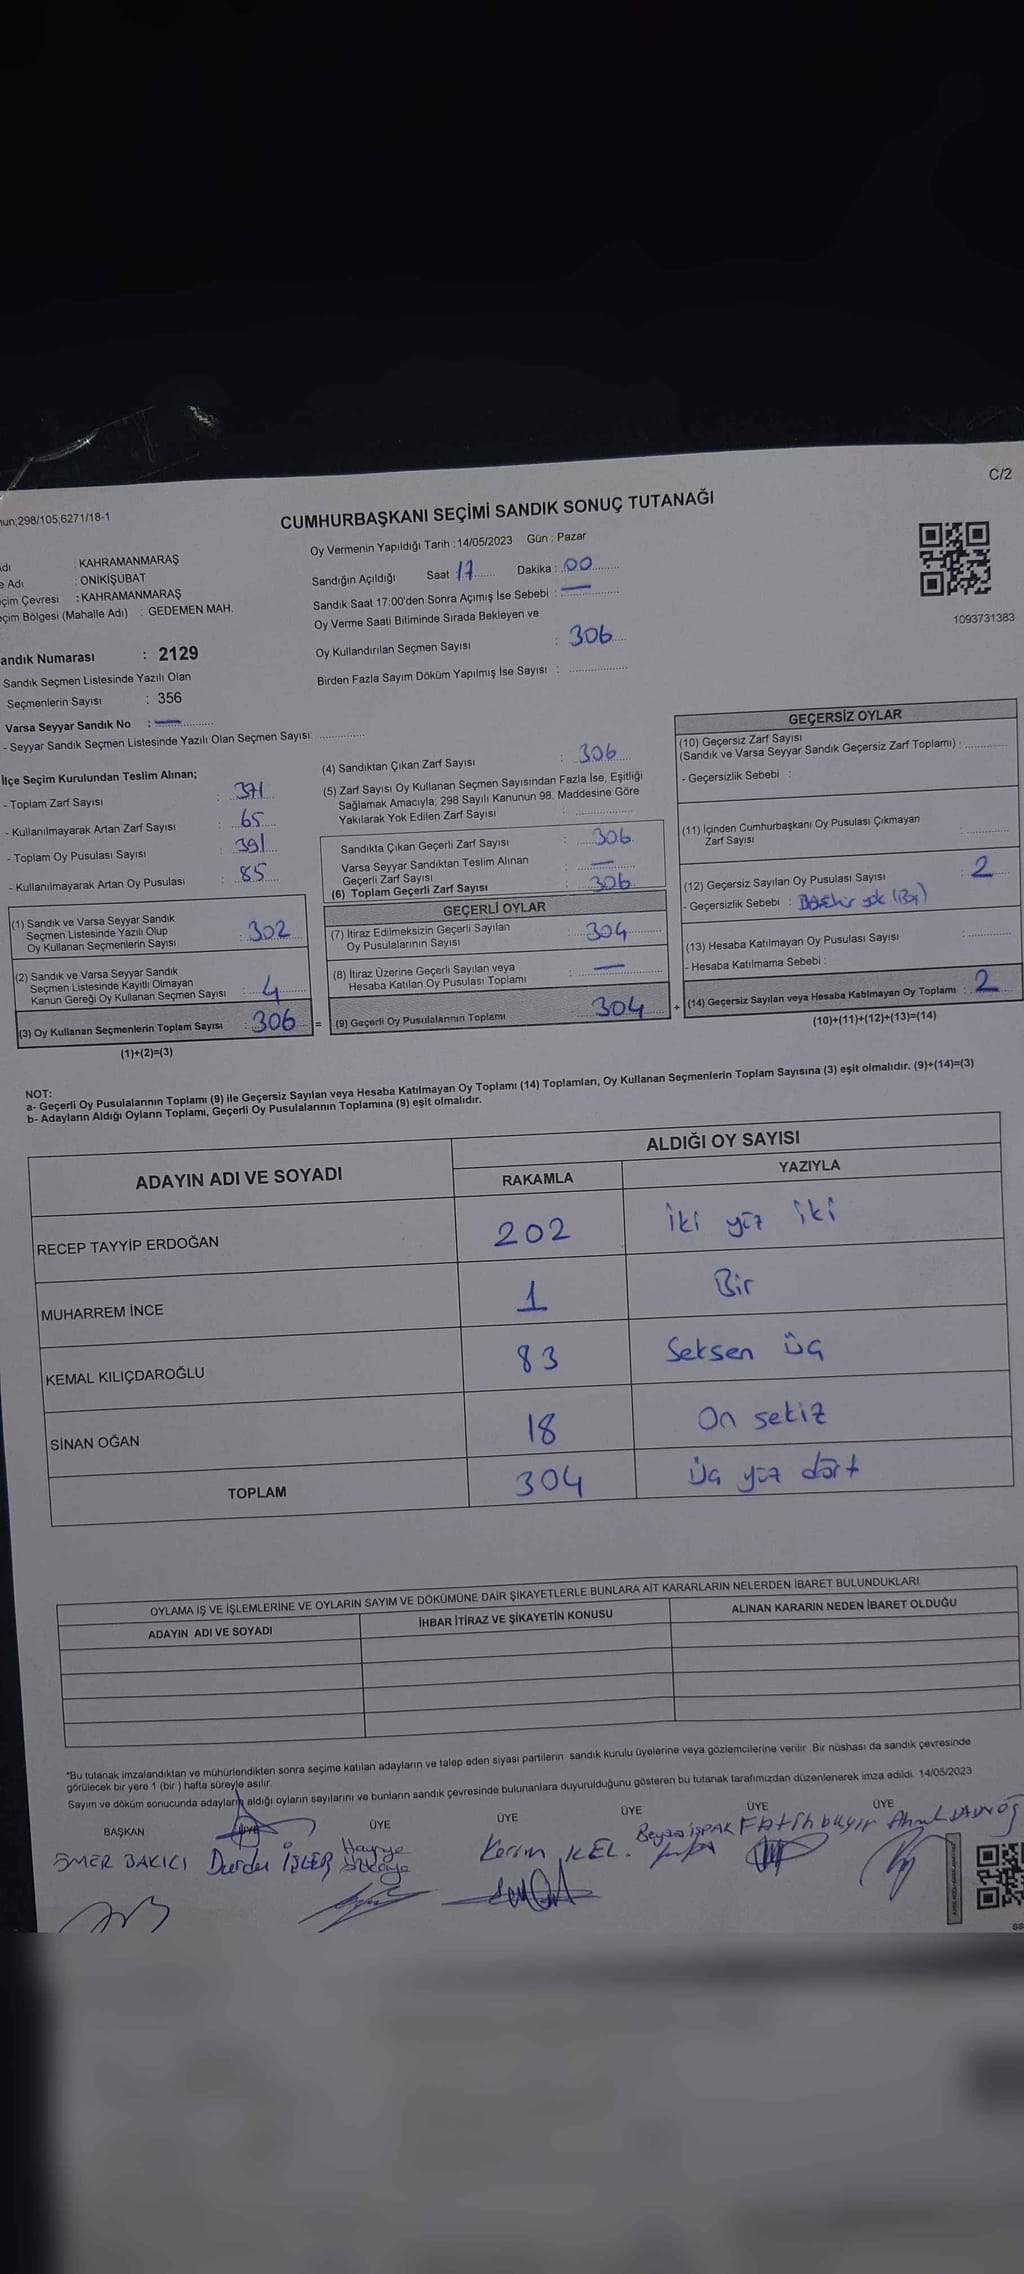 C/2
CUMHURBAŞKANI SEÇİMİ SANDIK SONUÇ TUTANAĞI
298/105;6271/18-1
Oy Vermenin Yapıldığı Tarih :14/05/2023 Gün : Pazar
: KAHRAMANMARAŞ
Adı : ONİKİŞUBAT
Çevresi : KAHRAMANMARAŞ
Bölgesi (Mahalle Adı) : GEDEMEN MAH.
Sandığın Açıldığı Saat 17 Dakika : 00
Sandık Saat 17:00'den Sonra Açımış İse Sebebi : —
Oy Verme Saati Bitiminde Sırada Bekleyen ve
Oy Kullandırılan Seçmen Sayısı : 306
Birden Fazla Sayım Döküm Yapılmış İse Sayısı :
1093731383
Numarası : 2129
Sandık Seçmen Listesinde Yazılı Olan
Seçmenlerin Sayısı : 356
Varsa Seyyar Sandık No : —
- Seyyar Sandık Seçmen Listesinde Yazılı Olan Seçmen Sayısı:
İlçe Seçim Kurulundan Teslim Alınan;
- Toplam Zarf Sayısı : 371
- Kullanılmayarak Artan Zarf Sayısı : 65
- Toplam Oy Pusulası Sayısı : 391
- Kullanılmayarak Artan Oy Pusulası : 85
(1) Sandık ve Varsa Seyyar Sandık
Seçmen Listesinde Yazılı Olup
Oy Kullanan Seçmenlerin Sayısı : 302
(2) Sandık ve Varsa Seyyar Sandık
Seçmen Listesinde Kayıtlı Olmayan
Kanun Gereği Oy Kullanan Seçmen Sayısı : 4
(3) Oy Kullanan Seçmenlerin Toplam Sayısı : 306 =
(1)+(2)=(3)
(4) Sandıktan Çıkan Zarf Sayısı : 306
(5) Zarf Sayısı Oy Kullanan Seçmen Sayısından Fazla İse, Eşitliği
Sağlamak Amacıyla, 298 Sayılı Kanunun 98. Maddesine Göre
Yakılarak Yok Edilen Zarf Sayısı :
Sandıkta Çıkan Geçerli Zarf Sayısı : 306
Varsa Seyyar Sandıktan Teslim Alınan
Geçerli Zarf Sayısı : —
(6) Toplam Geçerli Zarf Sayısı : 306
GEÇERLİ OYLAR
(7) İtiraz Edilmeksizin Geçerli Sayılan
Oy Pusulalarının Sayısı : 304
(8) İtiraz Üzerine Geçerli Sayılan veya
Hesaba Katılan Oy Pusulası Toplamı : —
(9) Geçerli Oy Pusulalarının Toplamı 304 +
GEÇERSİZ OYLAR
(10) Geçersiz Zarf Sayısı
(Sandık ve Varsa Seyyar Sandık Geçersiz Zarf Toplamı) :
- Geçersizlik Sebebi :
(11) İçinden Cumhurbaşkanı Oy Pusulası Çıkmayan
Zarf Sayısı :
(12) Geçersiz Sayılan Oy Pusulası Sayısı : 2
- Geçersizlik Sebebi : yok
(13) Hesaba Katılmayan Oy Pusulası Sayısı :
- Hesaba Katılmama Sebebi :
(14) Geçersiz Sayılan veya Hesaba Katılmayan Oy Toplamı : 2
(10)+(11)+(12)+(13)=(14)
NOT:
a- Geçerli Oy Pusulalarının Toplamı (9) ile Geçersiz Sayılan veya Hesaba Katılmayan Oy Toplamı (14) Toplamları, Oy Kullanan Seçmenlerin Toplam Sayısına (3) eşit olmalıdır. (9)+(14)=(3)
b- Adayların Aldığı Oyların Toplamı, Geçerli Oy Pusulalarının Toplamına (9) eşit olmalıdır.
ADAYIN ADI VE SOYADI
ALDIĞI OY SAYISI
RAKAMLA YAZIYLA
RECEP TAYYİP ERDOĞAN 202 iki yüz iki
MUHARREM İNCE 1 Bir
KEMAL KILIÇDAROĞLU 83 Seksen üç
SİNAN OĞAN 18 On sekiz
TOPLAM 304 Üç yüz dört
OYLAMA İŞ VE İŞLEMLERİNE VE OYLARIN SAYIM VE DÖKÜMÜNE DAİR ŞİKAYETLERLE BUNLARA AİT KARARLARIN NELERDEN İBARET BULUNDUKLARI
ADAYIN ADI VE SOYADI İHBAR İTİRAZ VE ŞİKAYETİN KONUSU ALINAN KARARIN NEDEN İBARET OLDUĞU
*Bu tutanak imzalandıktan ve mühürlendikten sonra seçime katılan adayların ve talep eden siyasi partilerin sandık kurulu üyelerine veya gözlemcilerine verilir .Bir nüshası da sandık çevresinde
görülecek bir yere 1 (bir ) hafta süreyle asılır.
Sayım ve döküm sonucunda adayların aldığı oyların sayılarını ve bunların sandık çevresinde bulunanlara duyurulduğunu gösteren bu tutanak tarafımızdan düzenlenerek imza edildi. 14/05/2023
BAŞKAN ÜYE ÜYE ÜYE ÜYE ÜYE ÜYE
ÖMER BAKICI Durdu İŞLER Kerim KEL. Fatih